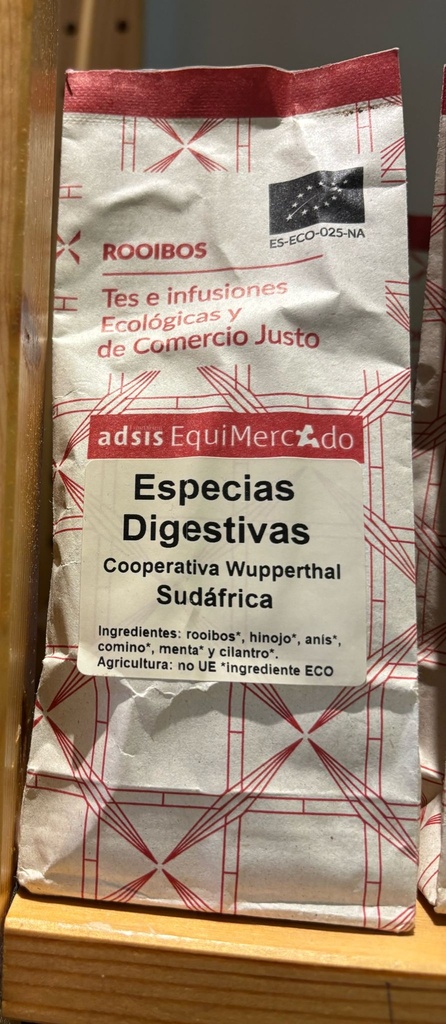 ES-ECO-025-NA
ROOIBOS
Tes e infusiones
Ecológicas y
de Comercio Justo
adsis EquiMercado
Especias
Digestivas
Cooperativa Wupperthal
Sudáfrica
Ingredientes: rooibos*, hinojo*, anís*,
comino*, menta* y cilantro*.
Agricultura: no UE *ingrediente ECO